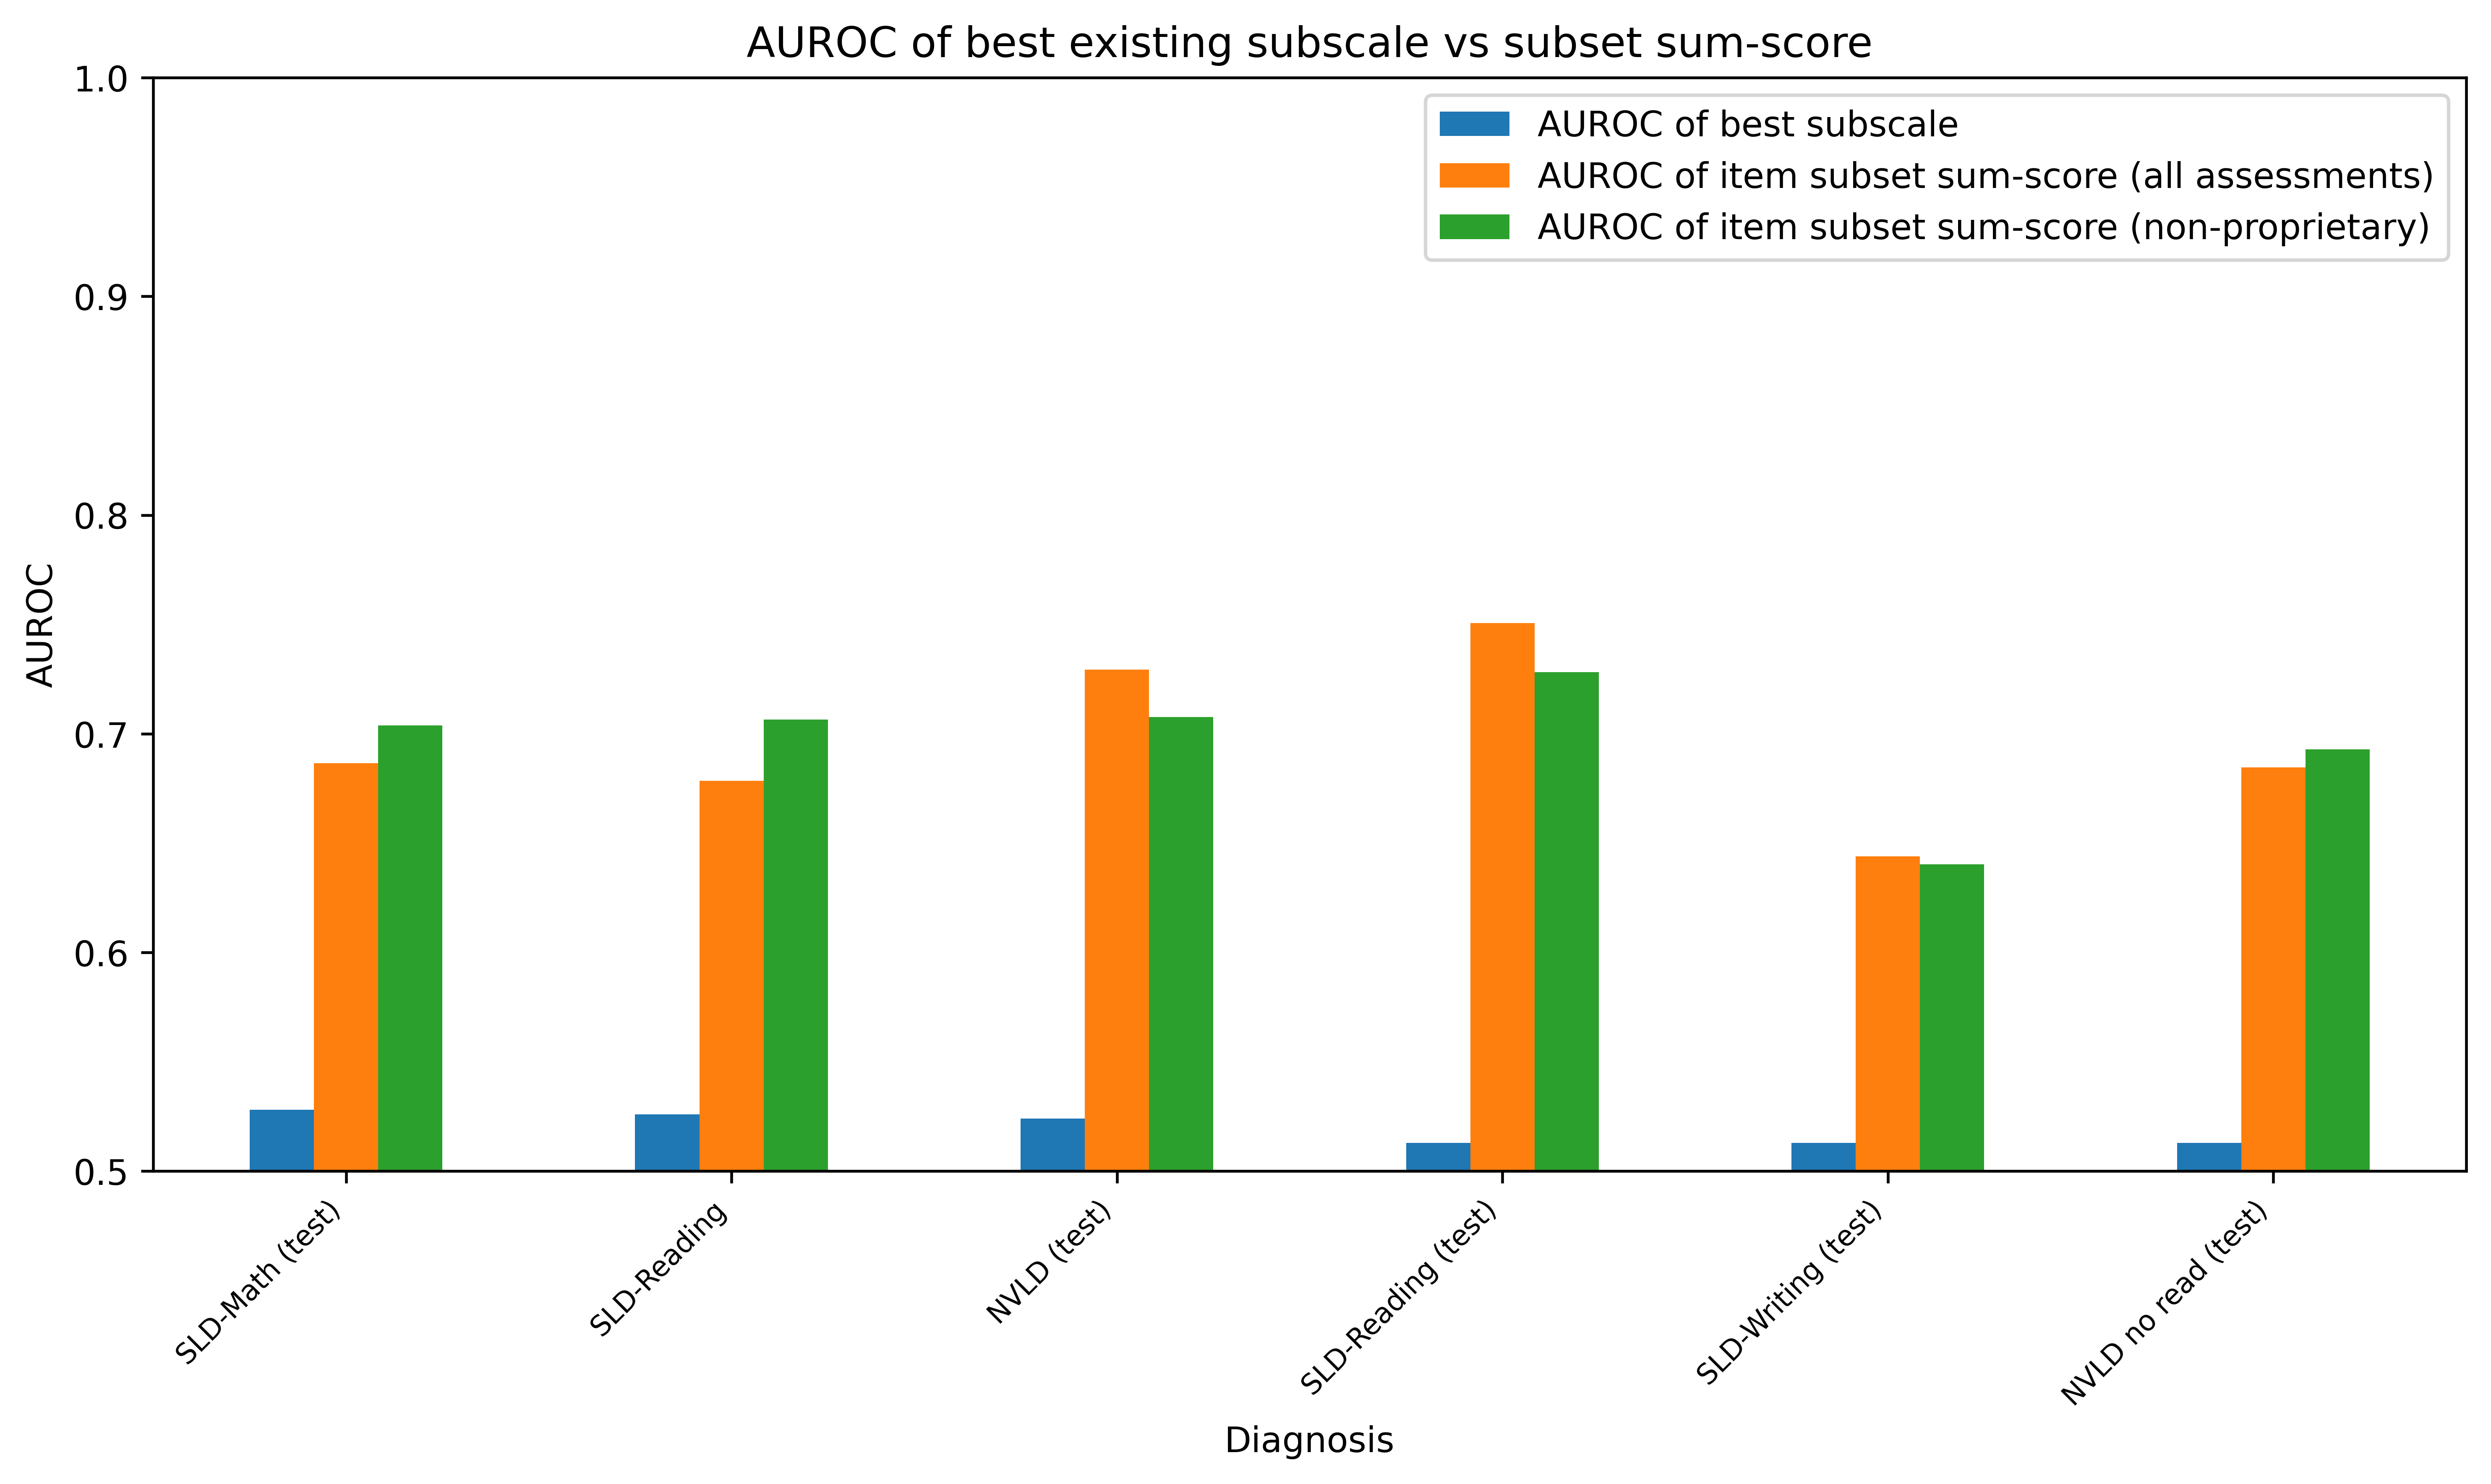 AUROC of best existing subscale vs subset sum-score
1.0
0.9
0.8
0.7
0.6
0.5
AUROC
AUROC of best subscale
AUROC of item subset sum-score (all assessments)
AUROC of item subset sum-score (non-proprietary)
SLD-Math (test)
SLD-Reading
NVLD (test)
SLD-Reading (test)
SLD-Writing (test)
NVLD no read (test)
Diagnosis